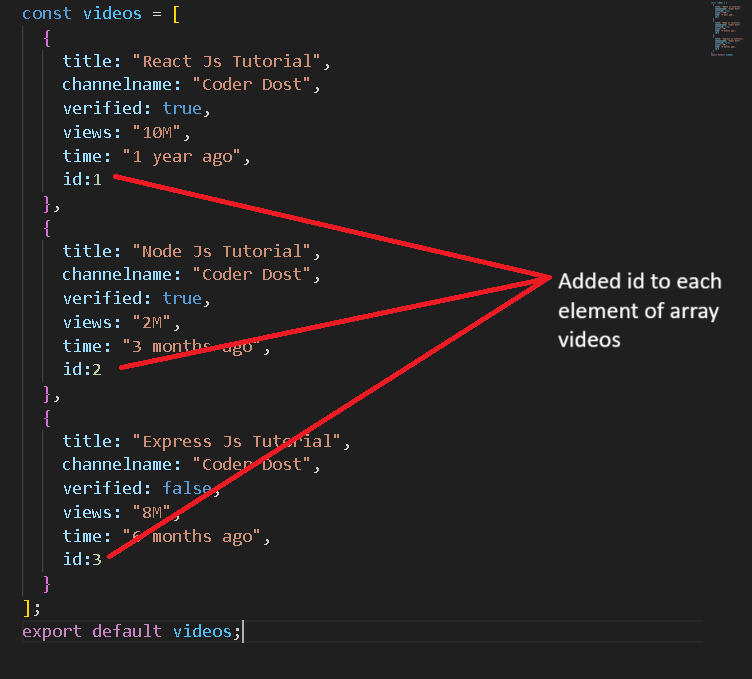 const videos = [
{
title: "React Js Tutorial",
channelname: "Coder Dost",
verified: true,
views: "10M",
time: "1 year ago",
id:1
},
{
title: "Node Js Tutorial",
channelname: "Coder Dost",
verified: true,
views: "2M",
time: "3 months ago",
id:2
},
{
title: "Express Js Tutorial",
channelname: "Coder Dost",
verified: false,
views: "8M",
time: "6 months ago",
id:3
}
];
export default videos;
Added id to each
element of array
videos